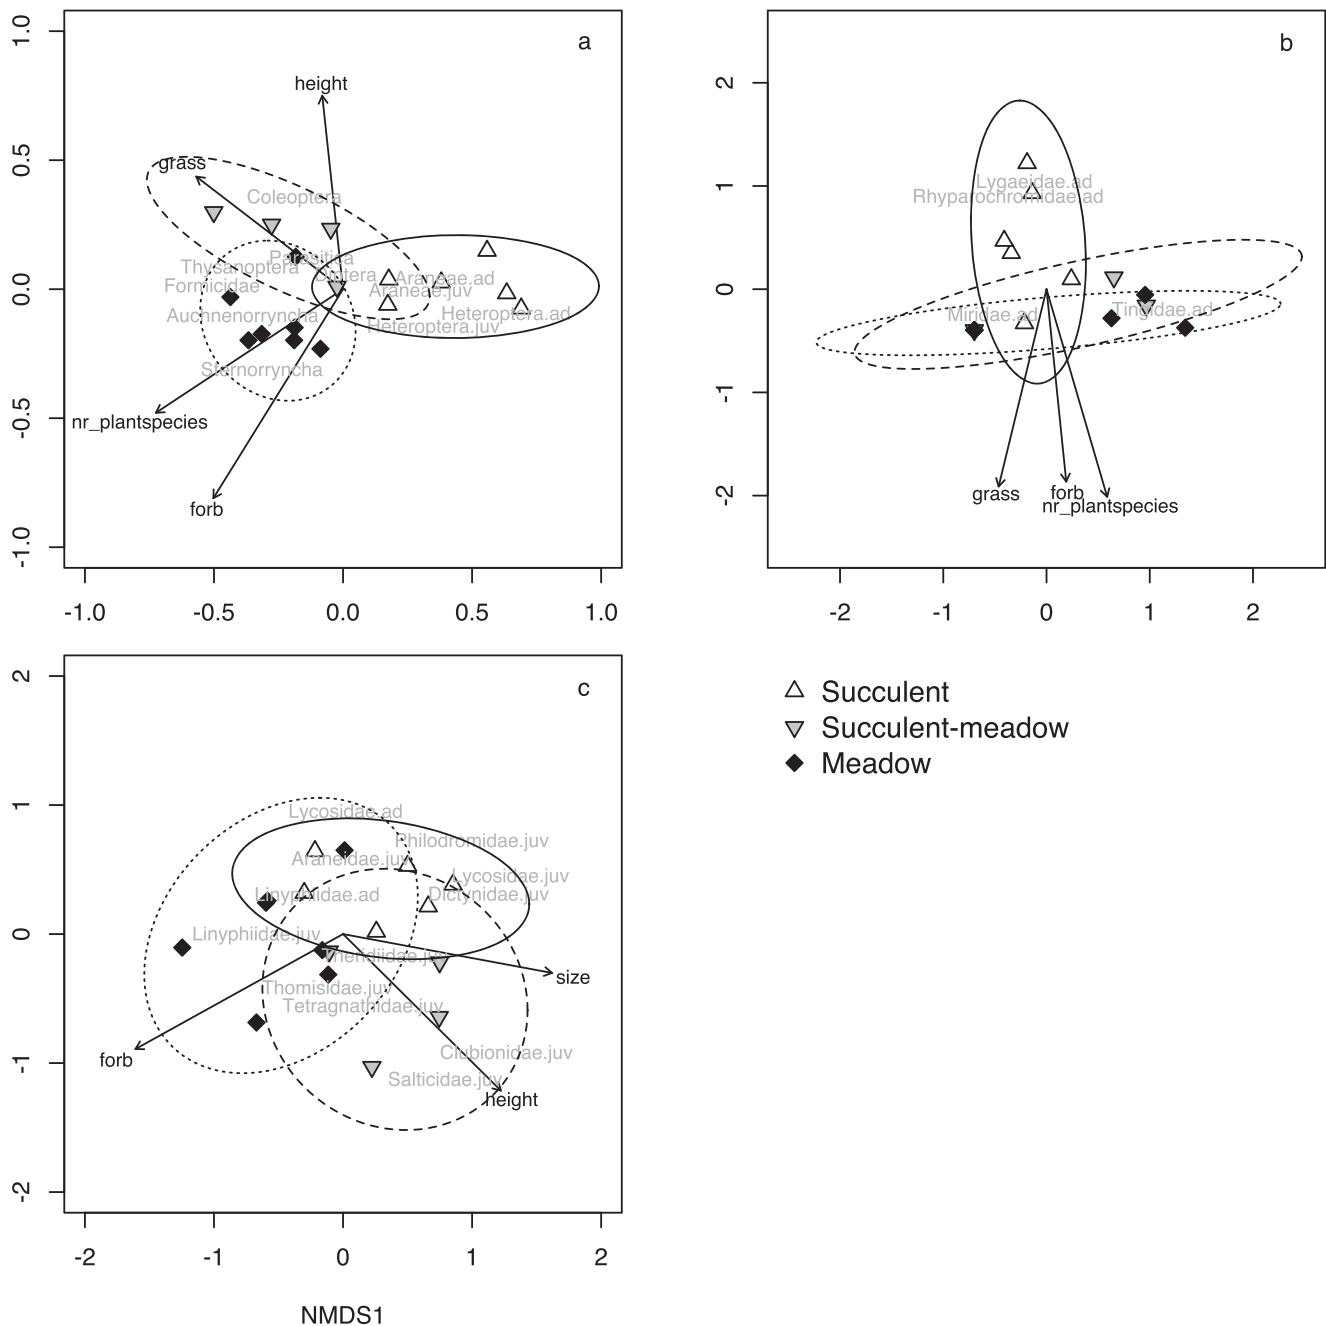 a
1.0
0.5
0.0
-0.5
-1.0
height
grass
Coleoptera
Parasitica
Thysanoptera
Araneae.ad
Formicidae
Araneae.juv
Auchnenorryncha
Heteroptera.ad
Heteroptera.juv
Sternorryncha
nr_plantspecies
forb
-1.0 -0.5 0.0 0.5 1.0
b
2
1
0
-1
-2
Lygaeidae.ad
Rhyparochromidae.ad
Miridae.ad
Tingidae.ad
grass
forb
nr_plantspecies
-2 -1 0 1 2
c
2
1
0
-1
-2
Lycosidae.ad
Philodromidae.juv
Araneidae.juv
Lycosidae.juv
Linyphiidae.ad
Dictynidae.juv
Linyphiidae.juv
Theridiidae.juv
size
Thomisidae.juv
Tetragnathidae.juv
Clubionidae.juv
forb
Salticidae.juv
height
-2 -1 0 1 2
NMDS1
Succulent
Succulent-meadow
Meadow